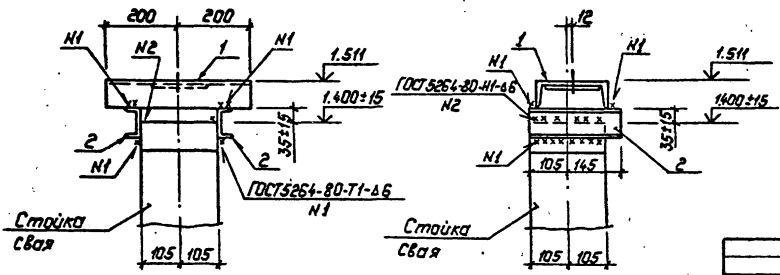 200 200
N1 N2 1 N1
1.511
1.400±15
35±15
2 2
N1
ГОСТ5264-80-Т1-Δ6
N1
Стойка
свая
105 105
12
1 N1
N1
1.511
ГОСТ5264-80-Н1-Δ6
N2
1400±15
35±15
N1
2
105 145
Стойка
свая
105 105